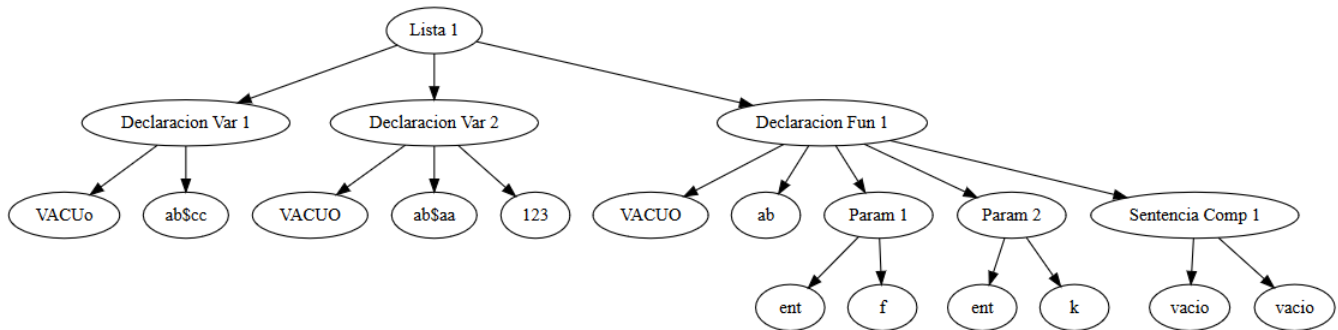 Lista 1
Declaracion Var 1
Declaracion Var 2
Declaracion Fun 1
VACUo
ab$cc
VACUO
ab$aa
123
VACUO
ab
Param 1
Param 2
Sentencia Comp 1
ent
f
ent
k
vacio
vacio